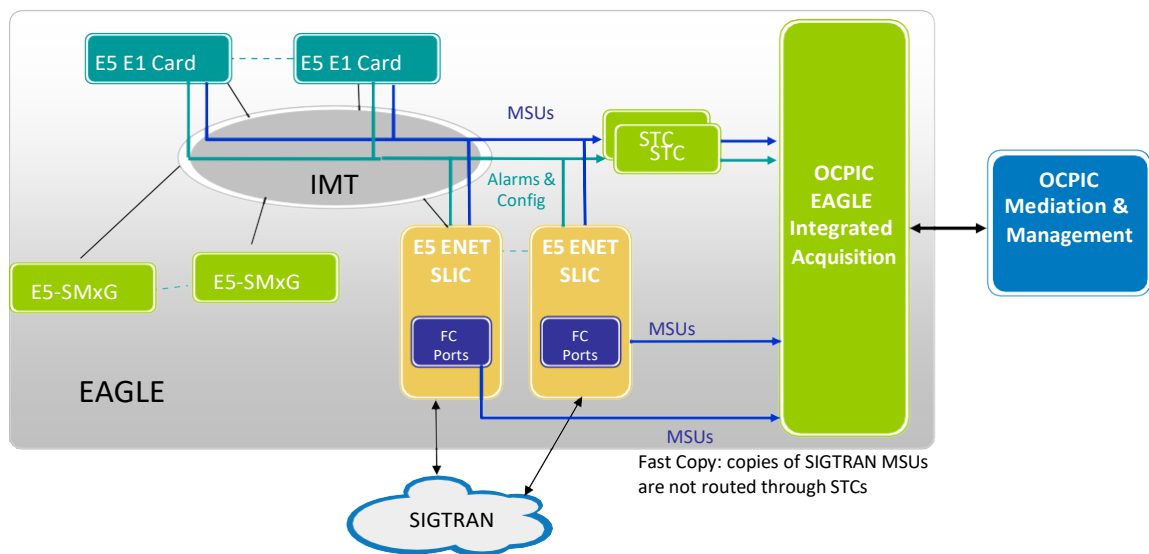 E5 E1 Card
E5 E1 Card
MSUs
STC
STC
IMT
Alarms &
Config
OCPIC
EAGLE
Integrated
Acquisition
OCPIC
Mediation &
Management
E5 ENET
SLIC
E5 ENET
SLIC
E5-SMxG
E5-SMxG
FC
Ports
FC
Ports
MSUs
EAGLE
MSUs
Fast Copy: copies of SIGTRAN MSUs
are not routed through STCs
SIGTRAN